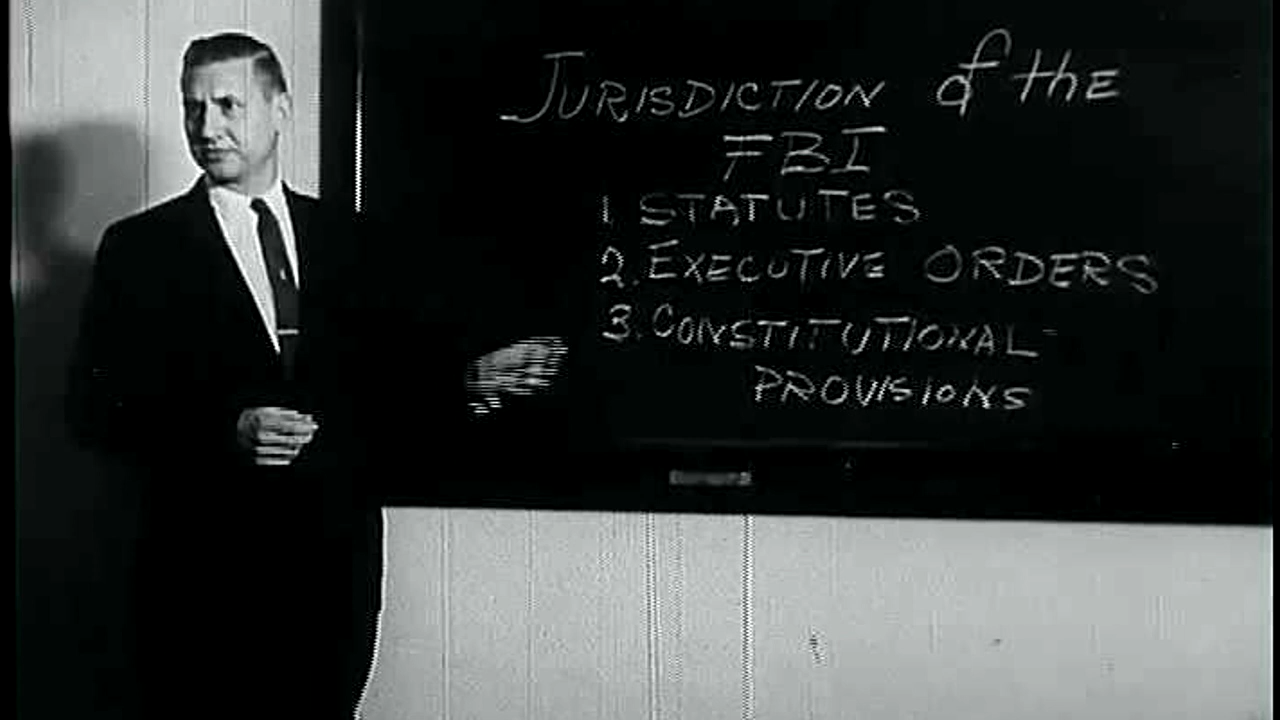 JURISDICTION of the
FBI
1. STATUTES
2. EXECUTIVE ORDERS
3. CONSTITUTIONAL
PROVISIONS